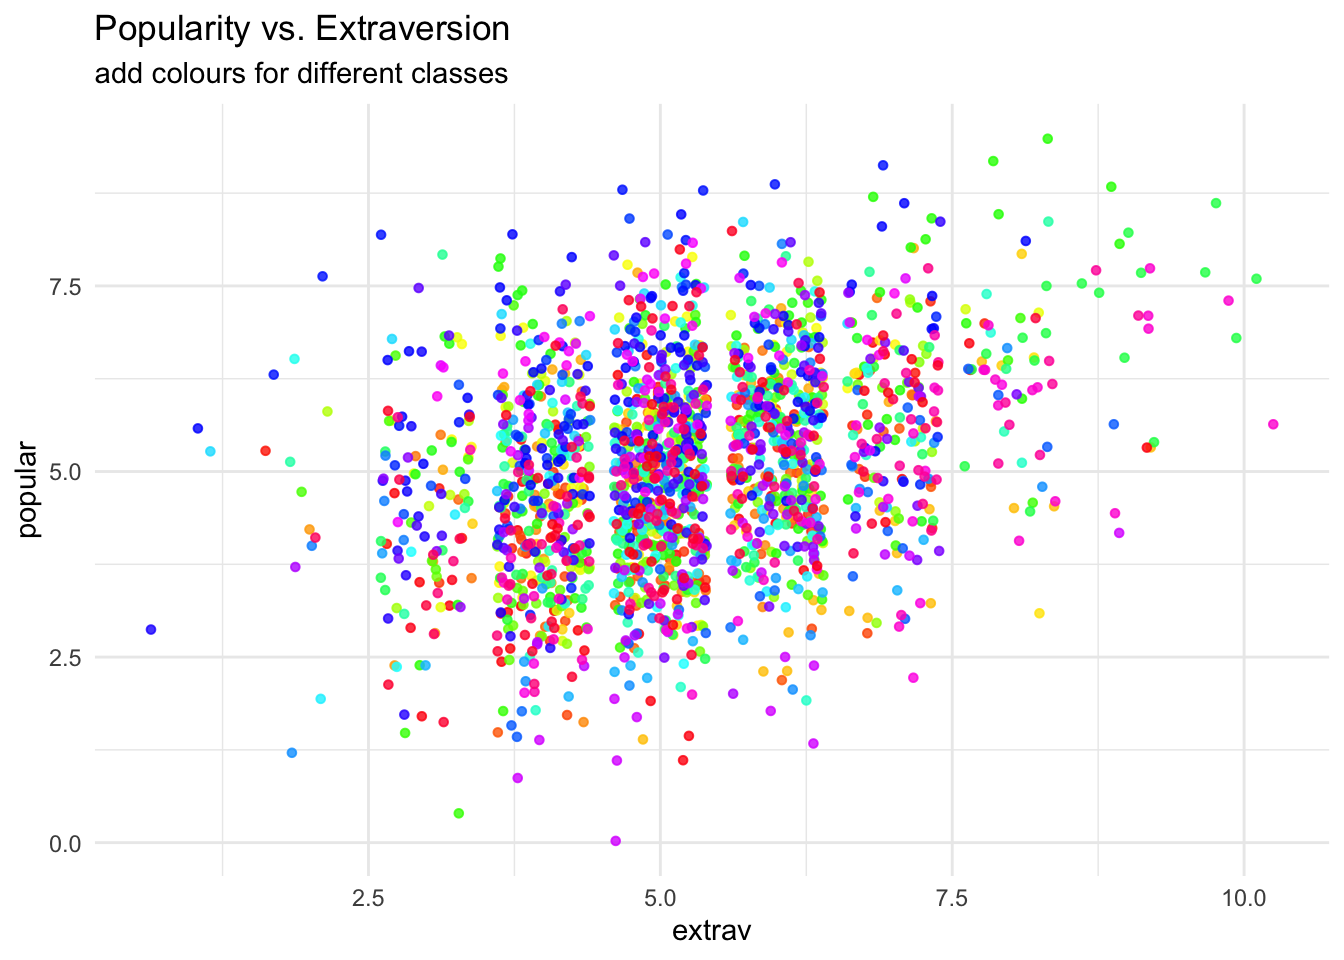 Popularity vs. Extraversion
add colours for different classes
popular
7.5
5.0
2.5
0.0
2.5
5.0
7.5
10.0
extrav